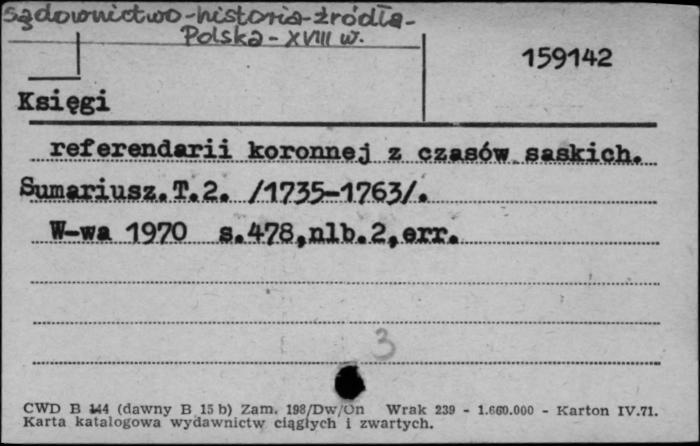 sądownictwo-historia-źródła-
Polska - XVIII w.
159142
Księgi
referendarii koronnej z czasów saskich.
Sumariusz.T.2. /1735-1763/.
W-wa 1970 s.478,nlb.2,err.
3
CWD B 144 (dawny B 15 b) Zam. 198/Dw/On Wrak 239 - 1.660.000 - Karton IV.71.
Karta katalogowa wydawnictw ciągłych i zwartych.